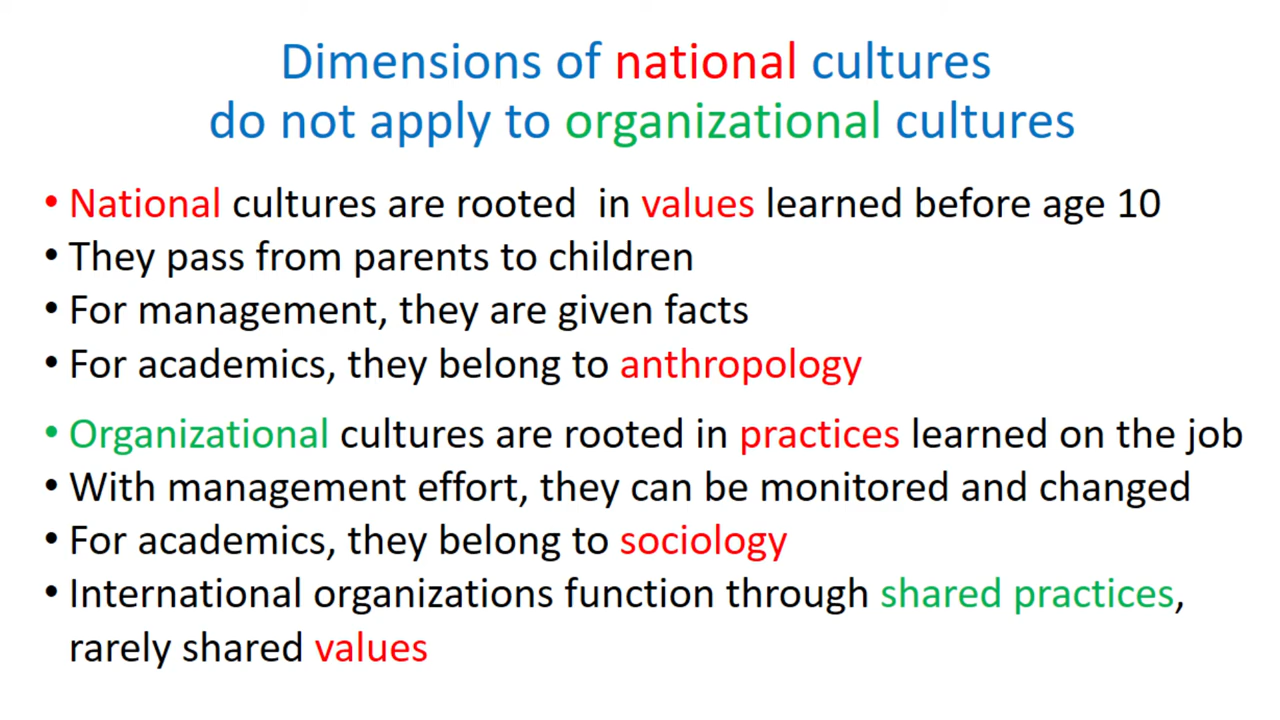 Dimensions of national cultures
do not apply to organizational cultures
• National cultures are rooted  in values learned before age 10
• They pass from parents to children
• For management, they are given facts
• For academics, they belong to anthropology
• Organizational cultures are rooted in practices learned on the job
• With management effort, they can be monitored and changed
• For academics, they belong to sociology
• International organizations function through shared practices,
rarely shared values